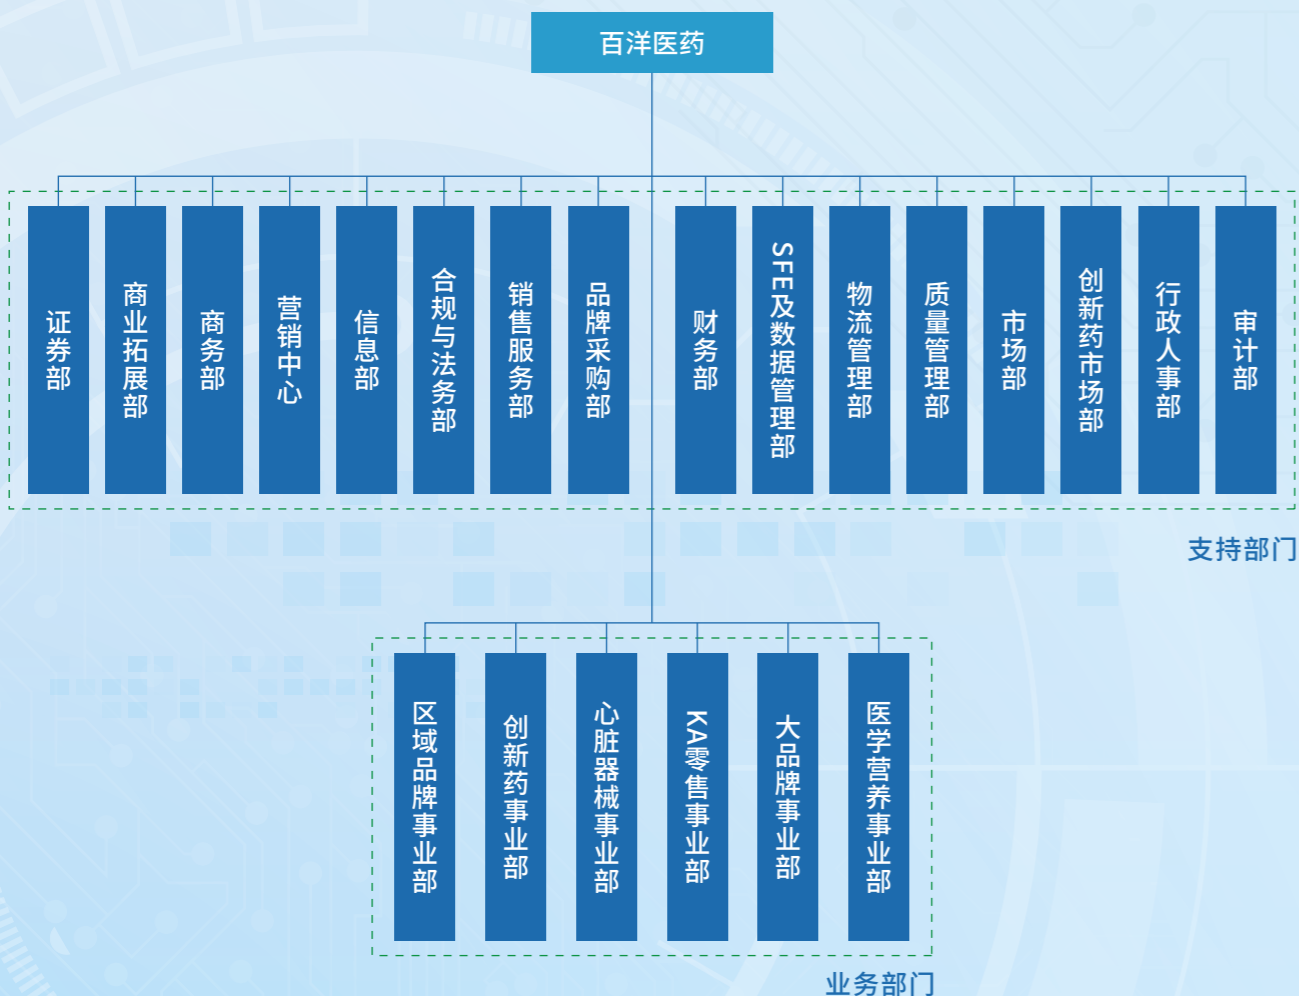 百洋医药
证券部
商业拓展部
商务部
营销中心
信息部
合规与法务部
销售服务部
品牌采购部
财务部
SFE及数据管理部
物流管理部
质量管理部
市场部
创新药市场部
行政人事部
审计部
支持部门
区域品牌事业部
创新药事业部
心脏器械事业部
KA零售事业部
大品牌事业部
医学营养事业部
业务部门